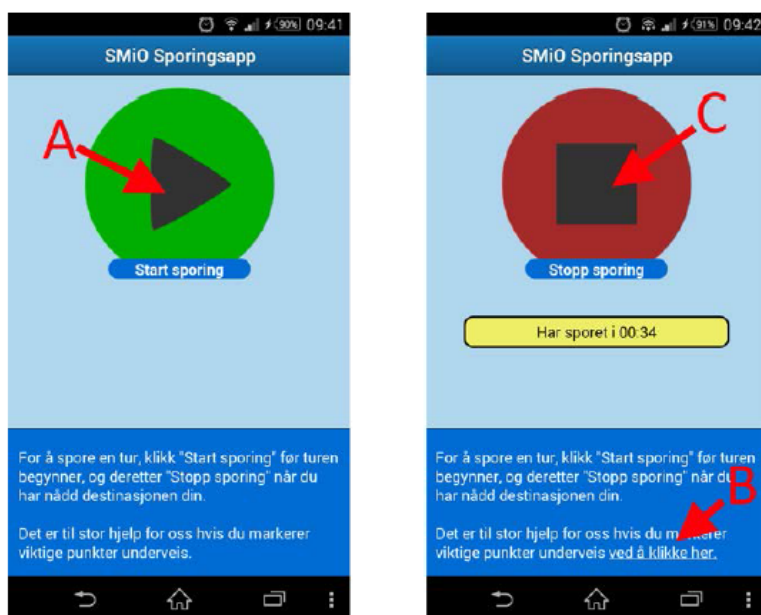 90% 09:41
SMiO Sporingsapp
A
Start sporing
For å spore en tur, klikk "Start sporing" før turen
begynner, og deretter "Stopp sporing" når du
har nådd destinasjonen din.
Det er til stor hjelp for oss hvis du markerer
viktige punkter underveis.
91% 09:42
SMiO Sporingsapp
C
Stopp sporing
Har sporet i 00:34
For å spore en tur, klikk "Start sporing" før turen
begynner, og deretter "Stopp sporing" når du
har nådd destinasjonen din.
B
Det er til stor hjelp for oss hvis du markerer
viktige punkter underveis ved å klikke her.